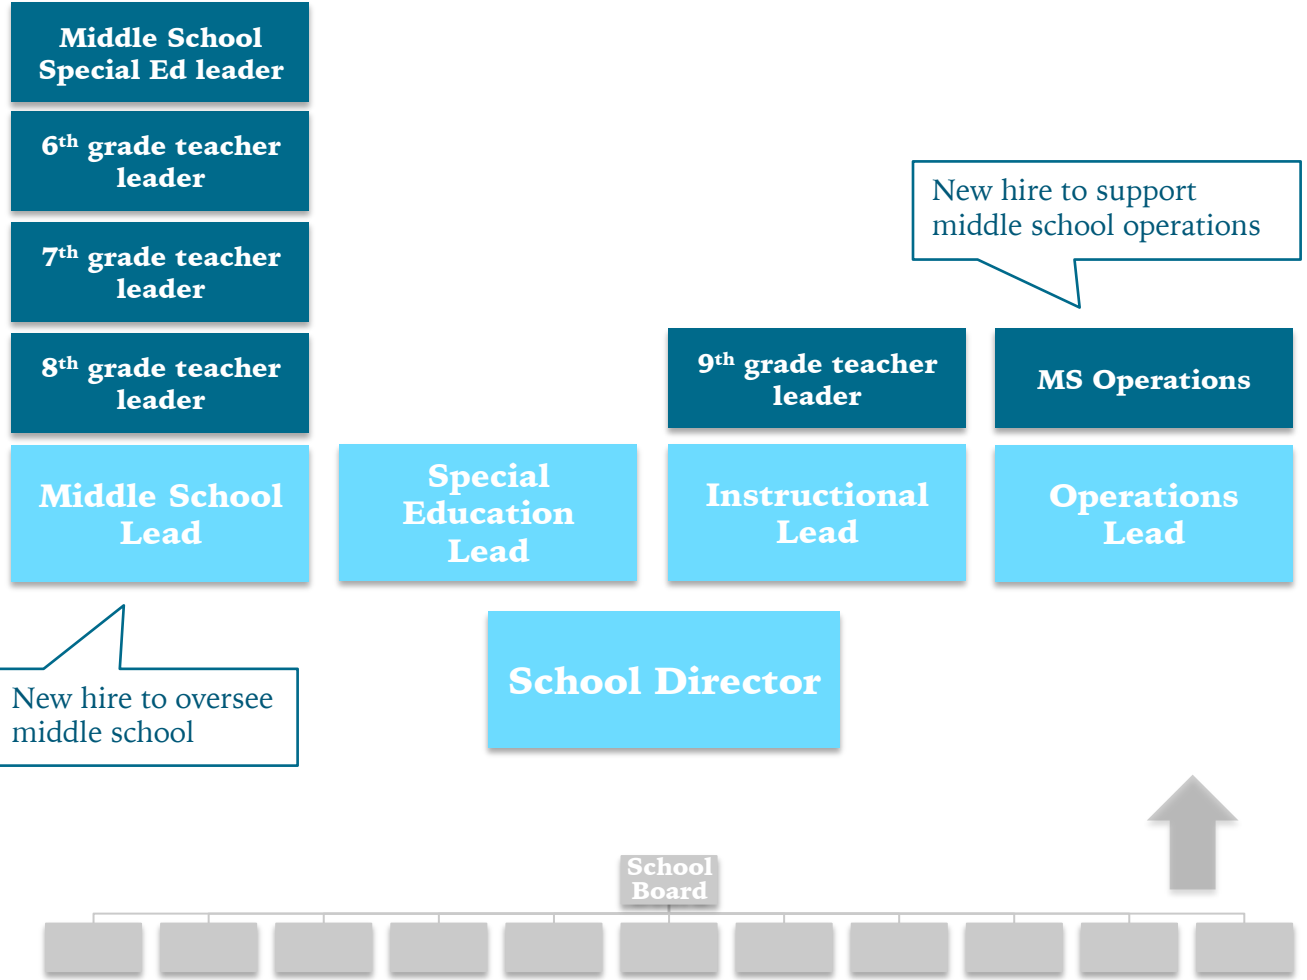 Middle School
Special Ed leader
6th grade teacher
leader
7th grade teacher
leader
8th grade teacher
leader
Middle School
Lead
New hire to oversee
middle school
Special
Education
Lead
9th grade teacher
leader
Instructional
Lead
New hire to support
middle school operations
MS Operations
Operations
Lead
School Director
School
Board